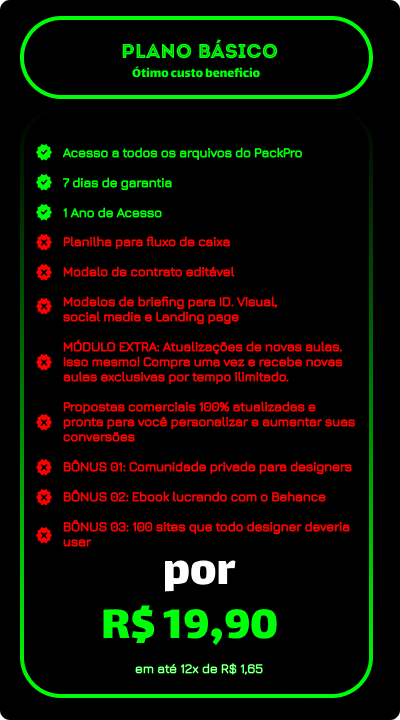 PLANO BÁSICO
Ótimo custo benefício
Acesso a todos os arquivos do PackPro
7 dias de garantia
1 Ano de Acesso
Planilha para fluxo de caixa
Modelo de contrato editável
Modelos de briefing para ID. Visual,
social media e Landing page
MÓDULO EXTRA: Atualizações de novas aulas.
Isso mesmo! Compra uma vez e recebe novas
aulas exclusivas por tempo ilimitado.
Propostas comerciais 100% atualizadas e
pronta para você personalizar e aumentar suas
conversões
BÔNUS 01: Comunidade privada para designers
BÔNUS 02: Ebook lucrando com o Behance
BÔNUS 03: 100 sites que todo designer deveria
usar
por
R$ 19,90
em até 12x de R$ 1,65